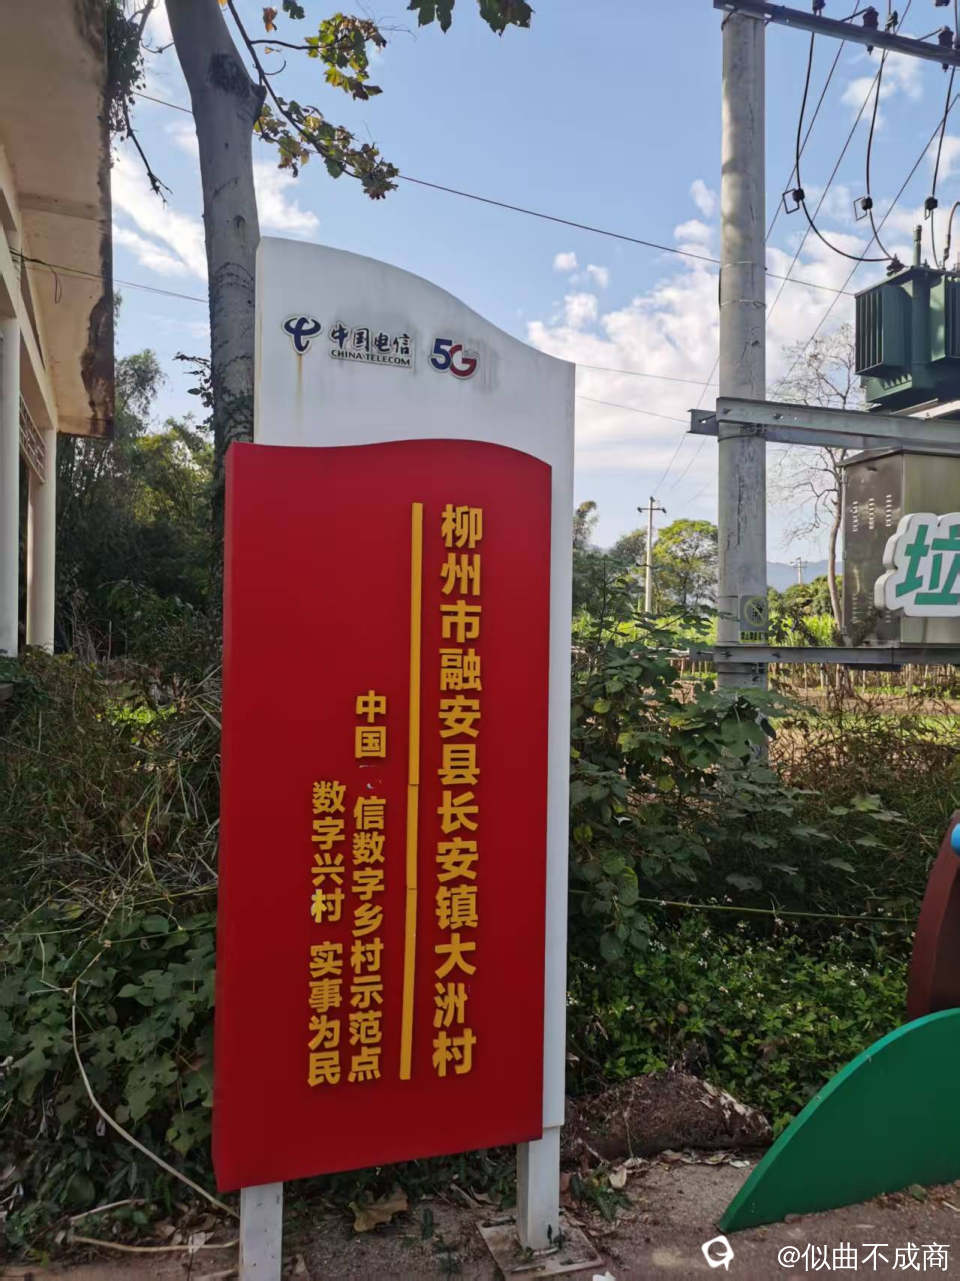 中国电信
CHINA TELECOM
5G
柳州市融安县长安镇大洲村
中国 信数字乡村示范点
数字兴村 实事为民
垃
@似曲不成商